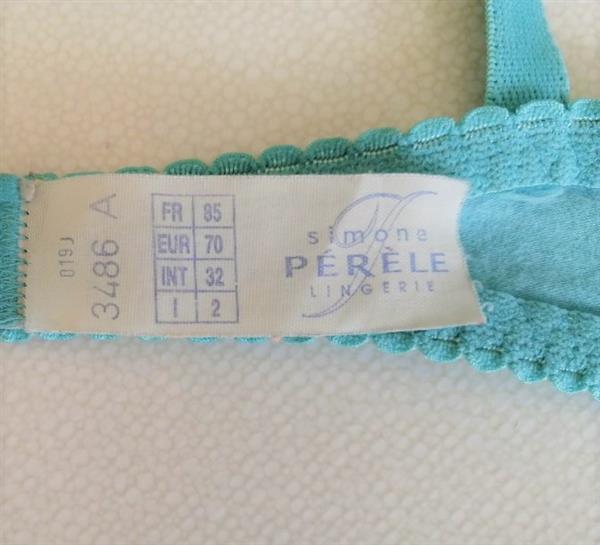 019J
3486 A
FR 85
EUR 70
INT 32
I 2
simone
PÉRÈLE
LINGERIE